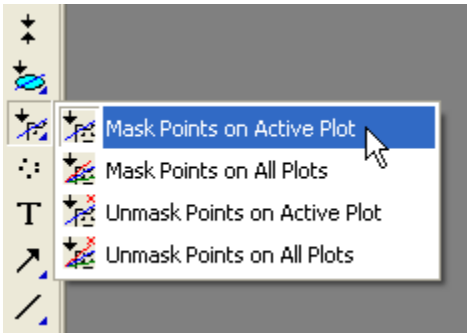 Mask Points on Active Plot
Mask Points on All Plots
T
Unmask Points on Active Plot
Unmask Points on All Plots